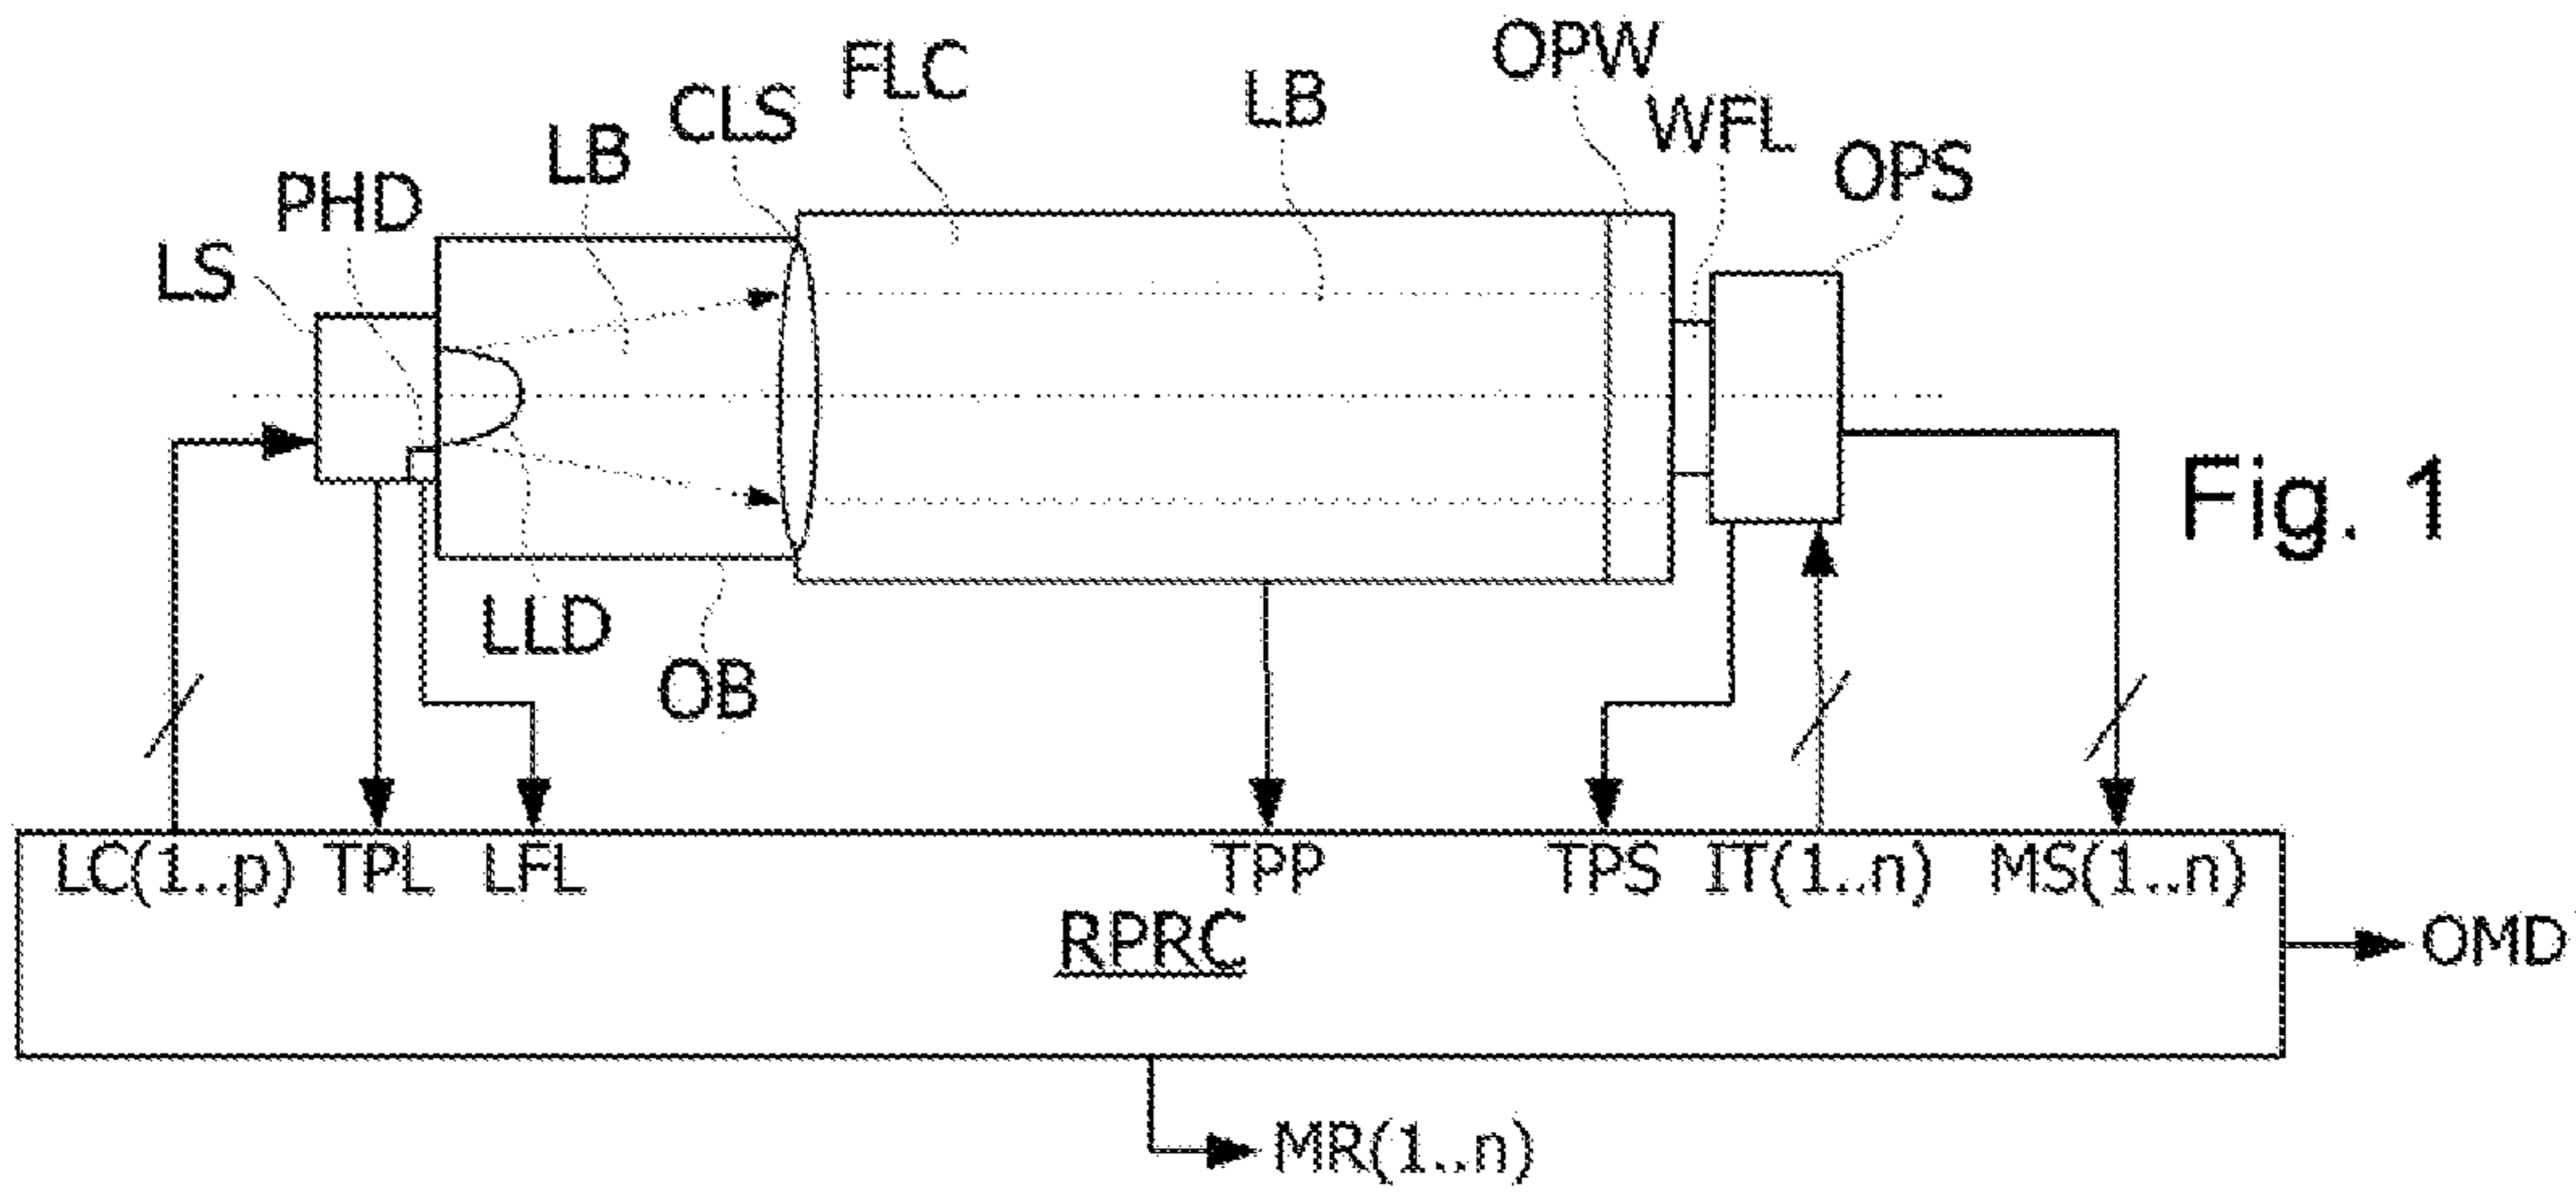 OPW
FLC
LB
CLS
WFL
LB
OPS
PHD
LS
Fig. 1
LLD
OB
LC(1..p) TPL LFL TPP TPS IT(1..n) MS(1..n)
RPRC
OMD
MR(1..n)